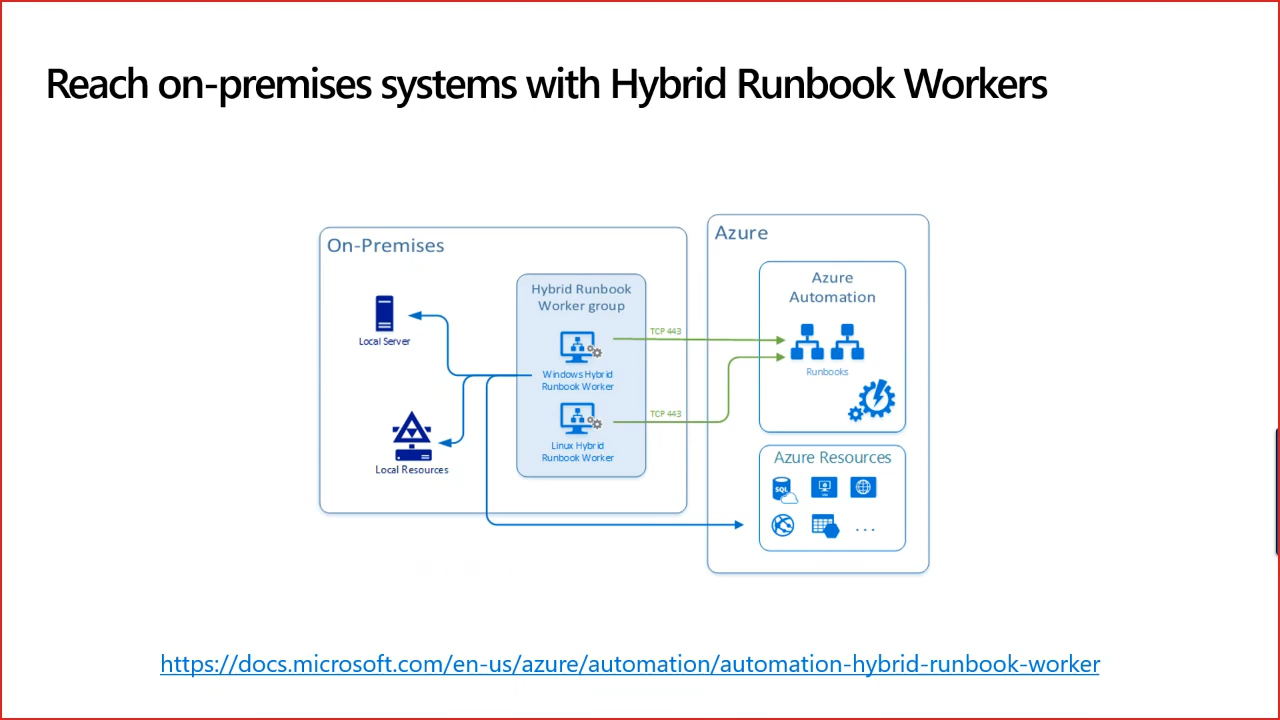 Reach on-premises systems with Hybrid Runbook Workers
On-Premises
Local Server
Local Resources
Hybrid Runbook
Worker group
Windows Hybrid
Runbook Worker
Linux Hybrid
Runbook Worker
TCP 443
TCP 443
Azure
Azure
Automation
Runbooks
Azure Resources
SQL
...
https://docs.microsoft.com/en-us/azure/automation/automation-hybrid-runbook-worker